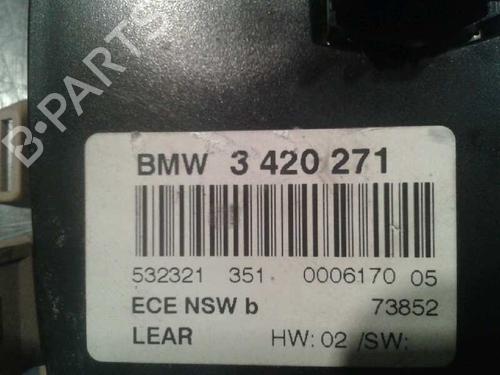 B-PARTS
BMW 3 420 271
532321 351 0006170 05
ECE NSW b 73852
LEAR HW: 02 /SW: